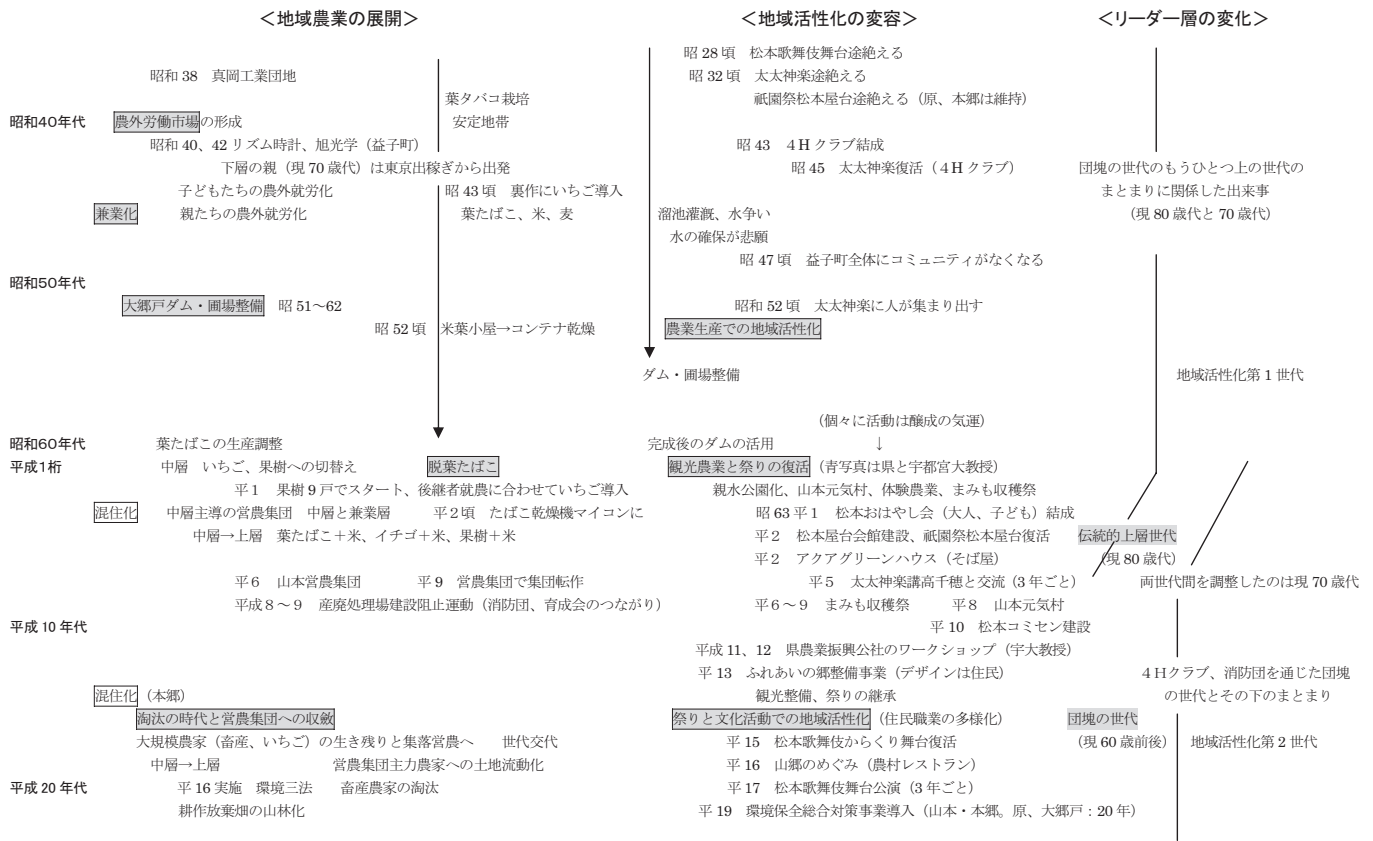 ＜地域農業の展開＞　＜地域活性化の変容＞　＜リーダー層の変化＞
昭 28 頃　松本歌舞伎舞台途絶える
昭和 38　真岡工業団地　昭 32 頃　太太神楽途絶える
葉タバコ栽培　祇園祭松本屋台途絶える（原、本郷は維持）
昭和40年代　農外労働市場の形成　安定地帯
昭和 40、42 リズム時計、旭光学（益子町）　昭 43　４Ｈクラブ結成
下層の親（現 70 歳代）は東京出稼ぎから出発　昭 45　太太神楽復活（４Ｈクラブ）　団塊の世代のもうひとつ上の世代の
子どもたちの農外就労化　昭 43 頃　裏作にいちご導入　まとまりに関係した出来事
兼業化　親たちの農外就労化　葉たばこ、米、麦　溜池灌漑、水争い　（現 80 歳代と 70 歳代）
水の確保が悲願
昭 47 頃　益子町全体にコミュニティがなくなる
昭和50年代
大郷戸ダム・圃場整備　昭 51～62　昭和 52 頃　太太神楽に人が集まり出す
昭 52 頃　米葉小屋→コンテナ乾燥　農業生産での地域活性化
ダム・圃場整備　地域活性化第１世代
（個々に活動は醸成の気運）
昭和60年代　葉たばこの生産調整　完成後のダムの活用　↓
平成1桁　中層　いちご、果樹への切替え　脱葉たばこ　観光農業と祭りの復活（青写真は県と宇都宮大教授）
平１　果樹 9 戸でスタート、後継者就農に合わせていちご導入　親水公園化、山本元気村、体験農業、まみも収穫祭
混住化　中層主導の営農集団　中層と兼業層　平２頃　たばこ乾燥機マイコンに　昭 63 平１　松本おはやし会（大人、子ども）結成
中層→上層　葉たばこ＋米、イチゴ＋米、果樹＋米　平２　松本屋台会館建設、祇園祭松本屋台復活　伝統的上層世代
平２　アクアグリーンハウス（そば屋）　（現 80 歳代）
平６　山本営農集団　平９　営農集団で集団転作　平５　太太神楽講高千穂と交流（３年ごと）　両世代間を調整したのは現 70 歳代
平成８～９　産廃処理場建設阻止運動（消防団、育成会のつながり）　平６～９　まみも収穫祭　平８　山本元気村
平成 10 年代　平 10　松本コミセン建設
平成 11、12　県農業振興公社のワークショップ（宇大教授）
平 13　ふれあいの郷整備事業（デザインは住民）　４Ｈクラブ、消防団を通じた団塊
混住化（本郷）　観光整備、祭りの継承　の世代とその下のまとまり
淘汰の時代と営農集団への収斂　祭りと文化活動での地域活性化（住民職業の多様化）　団塊の世代
大規模農家（畜産、いちご）の生き残りと集落営農へ　世代交代　平 15　松本歌舞伎からくり舞台復活　（現 60 歳前後）　地域活性化第２世代
中層→上層　営農集団主力農家への土地流動化　平 16　山郷のめぐみ（農村レストラン）
平成 20 年代　平 16 実施　環境三法　畜産農家の淘汰　平 17　松本歌舞伎舞台公演（３年ごと）
耕作放棄畑の山林化　平 19　環境保全総合対策事業導入（山本・本郷。原、大郷戸：20 年）